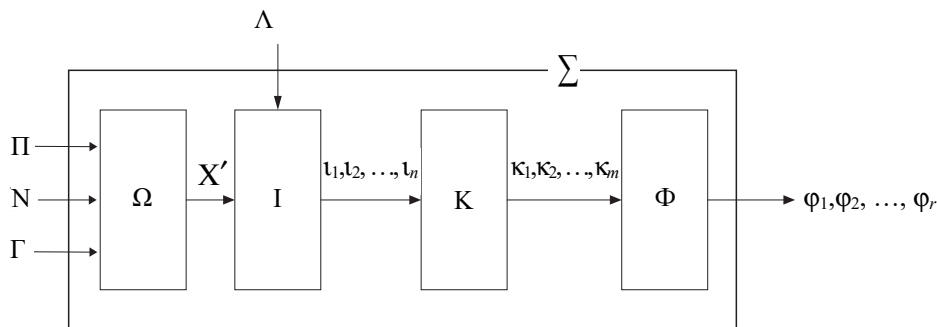 Λ
∑
Π
Ν
Γ
Ω
Χ′
Ι
ι1,ι2, …,ιn
Κ
κ1,κ2,…,κm
Φ
φ1,φ2, …, φr